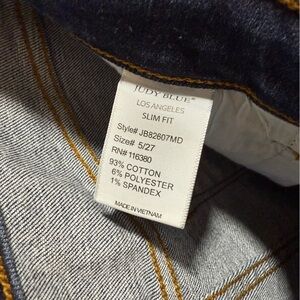 JUDY BLUE®
LOS ANGELES
SLIM FIT
Style# JB82607MD
Size# 5/27
RN# 116380
93% COTTON
6% POLYESTER
1% SPANDEX
MADE IN VIETNAM